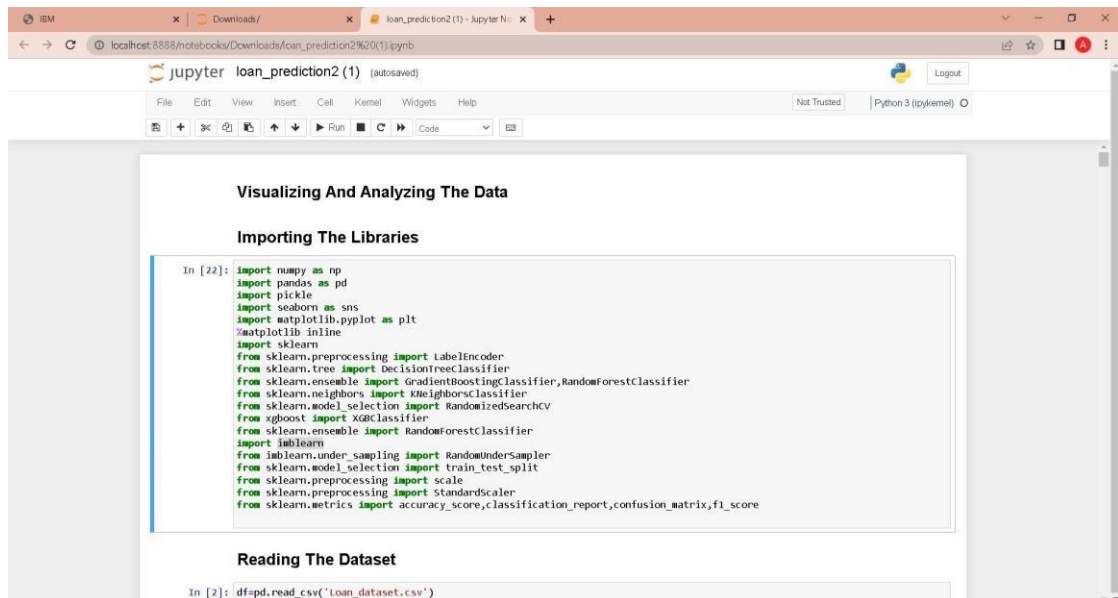 IBM
Downloads/
loan_prediction2 (1) - Jupyter No
localhost:8888/notebooks/Downloads/loan_prediction2%20(1).ipynb
A
jupyter loan_prediction2 (1) (autosaved)
Logout
File Edit View Insert Cell Kernel Widgets Help
Not Trusted
Python 3 (ipykernel)
Run
Code
Visualizing And Analyzing The Data
Importing The Libraries
In [22]: import numpy as np
import pandas as pd
import pickle
import seaborn as sns
import matplotlib.pyplot as plt
%matplotlib inline
import sklearn
from sklearn.preprocessing import LabelEncoder
from sklearn.tree import DecisionTreeClassifier
from sklearn.ensemble import GradientBoostingClassifier,RandomForestClassifier
from sklearn.neighbors import KNeighborsClassifier
from sklearn.model_selection import RandomizedSearchCV
from xgboost import XGBClassifier
from sklearn.ensemble import RandomForestClassifier
import imblearn
from imblearn.under_sampling import RandomUnderSampler
from sklearn.model_selection import train_test_split
from sklearn.preprocessing import scale
from sklearn.preprocessing import StandardScaler
from sklearn.metrics import accuracy_score,classification_report,confusion_matrix,f1_score
Reading The Dataset
In [2]: df=pd.read_csv('Loan_dataset.csv')